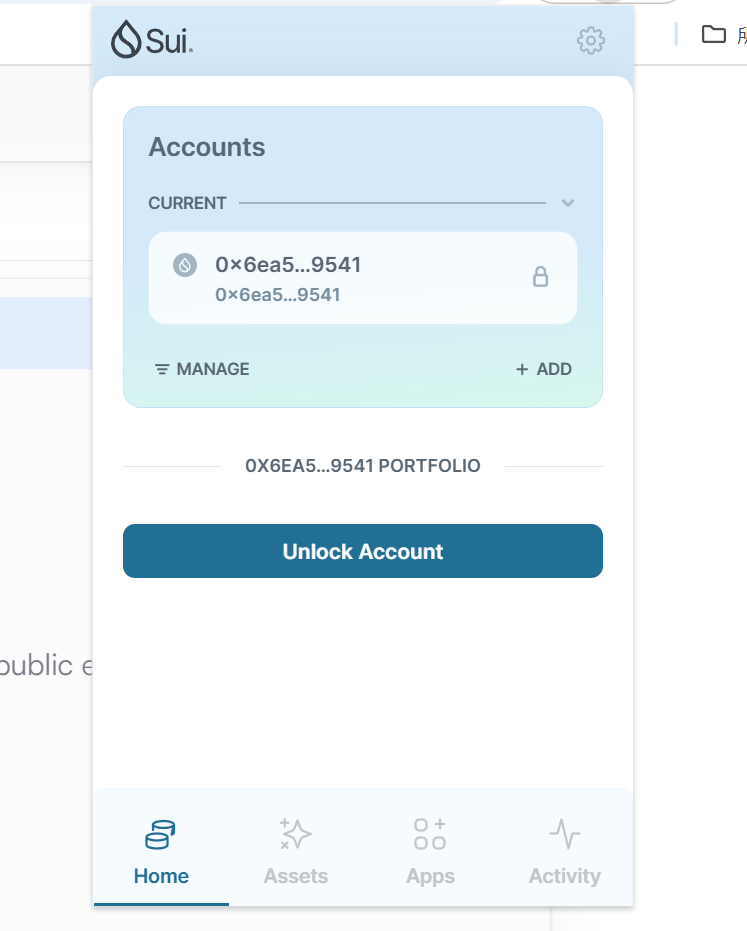 Sui.
Accounts
CURRENT
0×6ea5...9541
0×6ea5...9541
MANAGE
+ ADD
0X6EA5...9541 PORTFOLIO
Unlock Account
public
Home
Assets
Apps
Activity